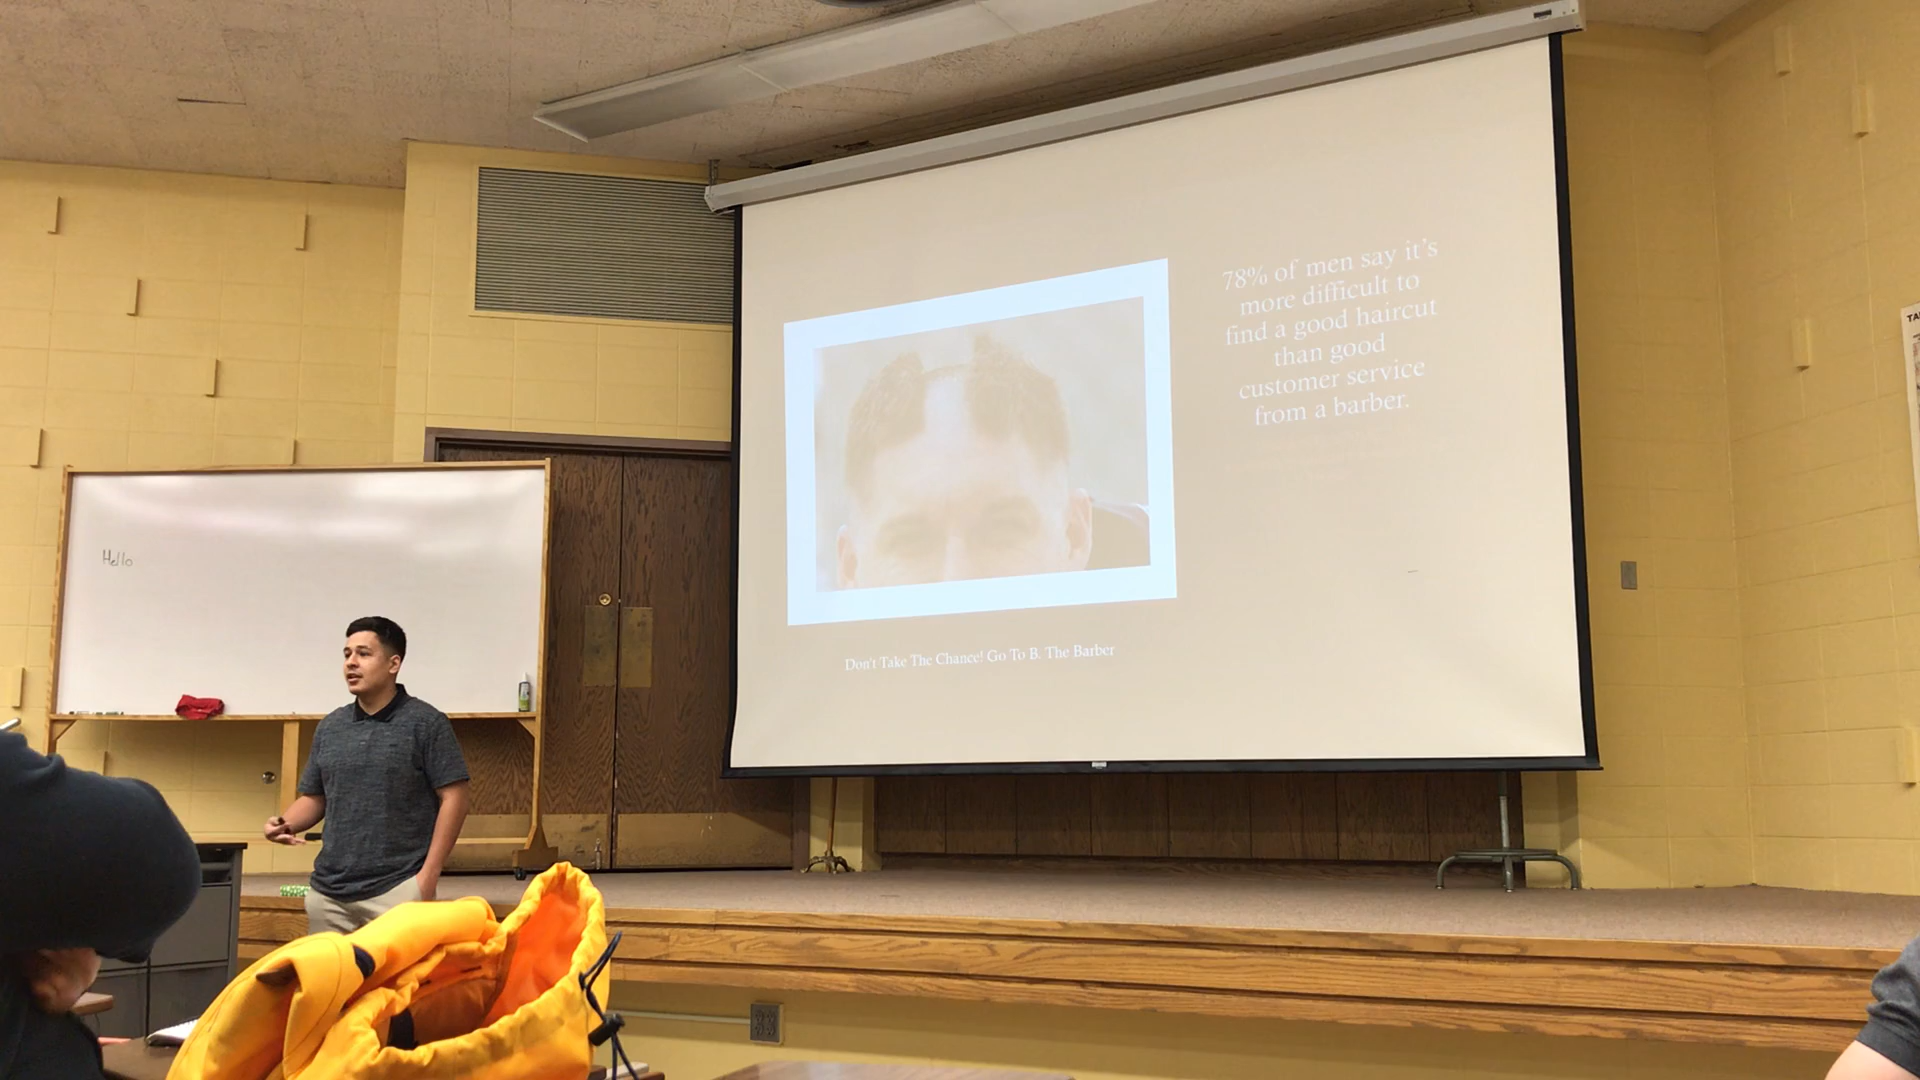 78% of men say it's
more difficult to
find a good haircut
than good
customer service
from a barber.
Don't Take The Chance! Go To B. The Barber
Hello